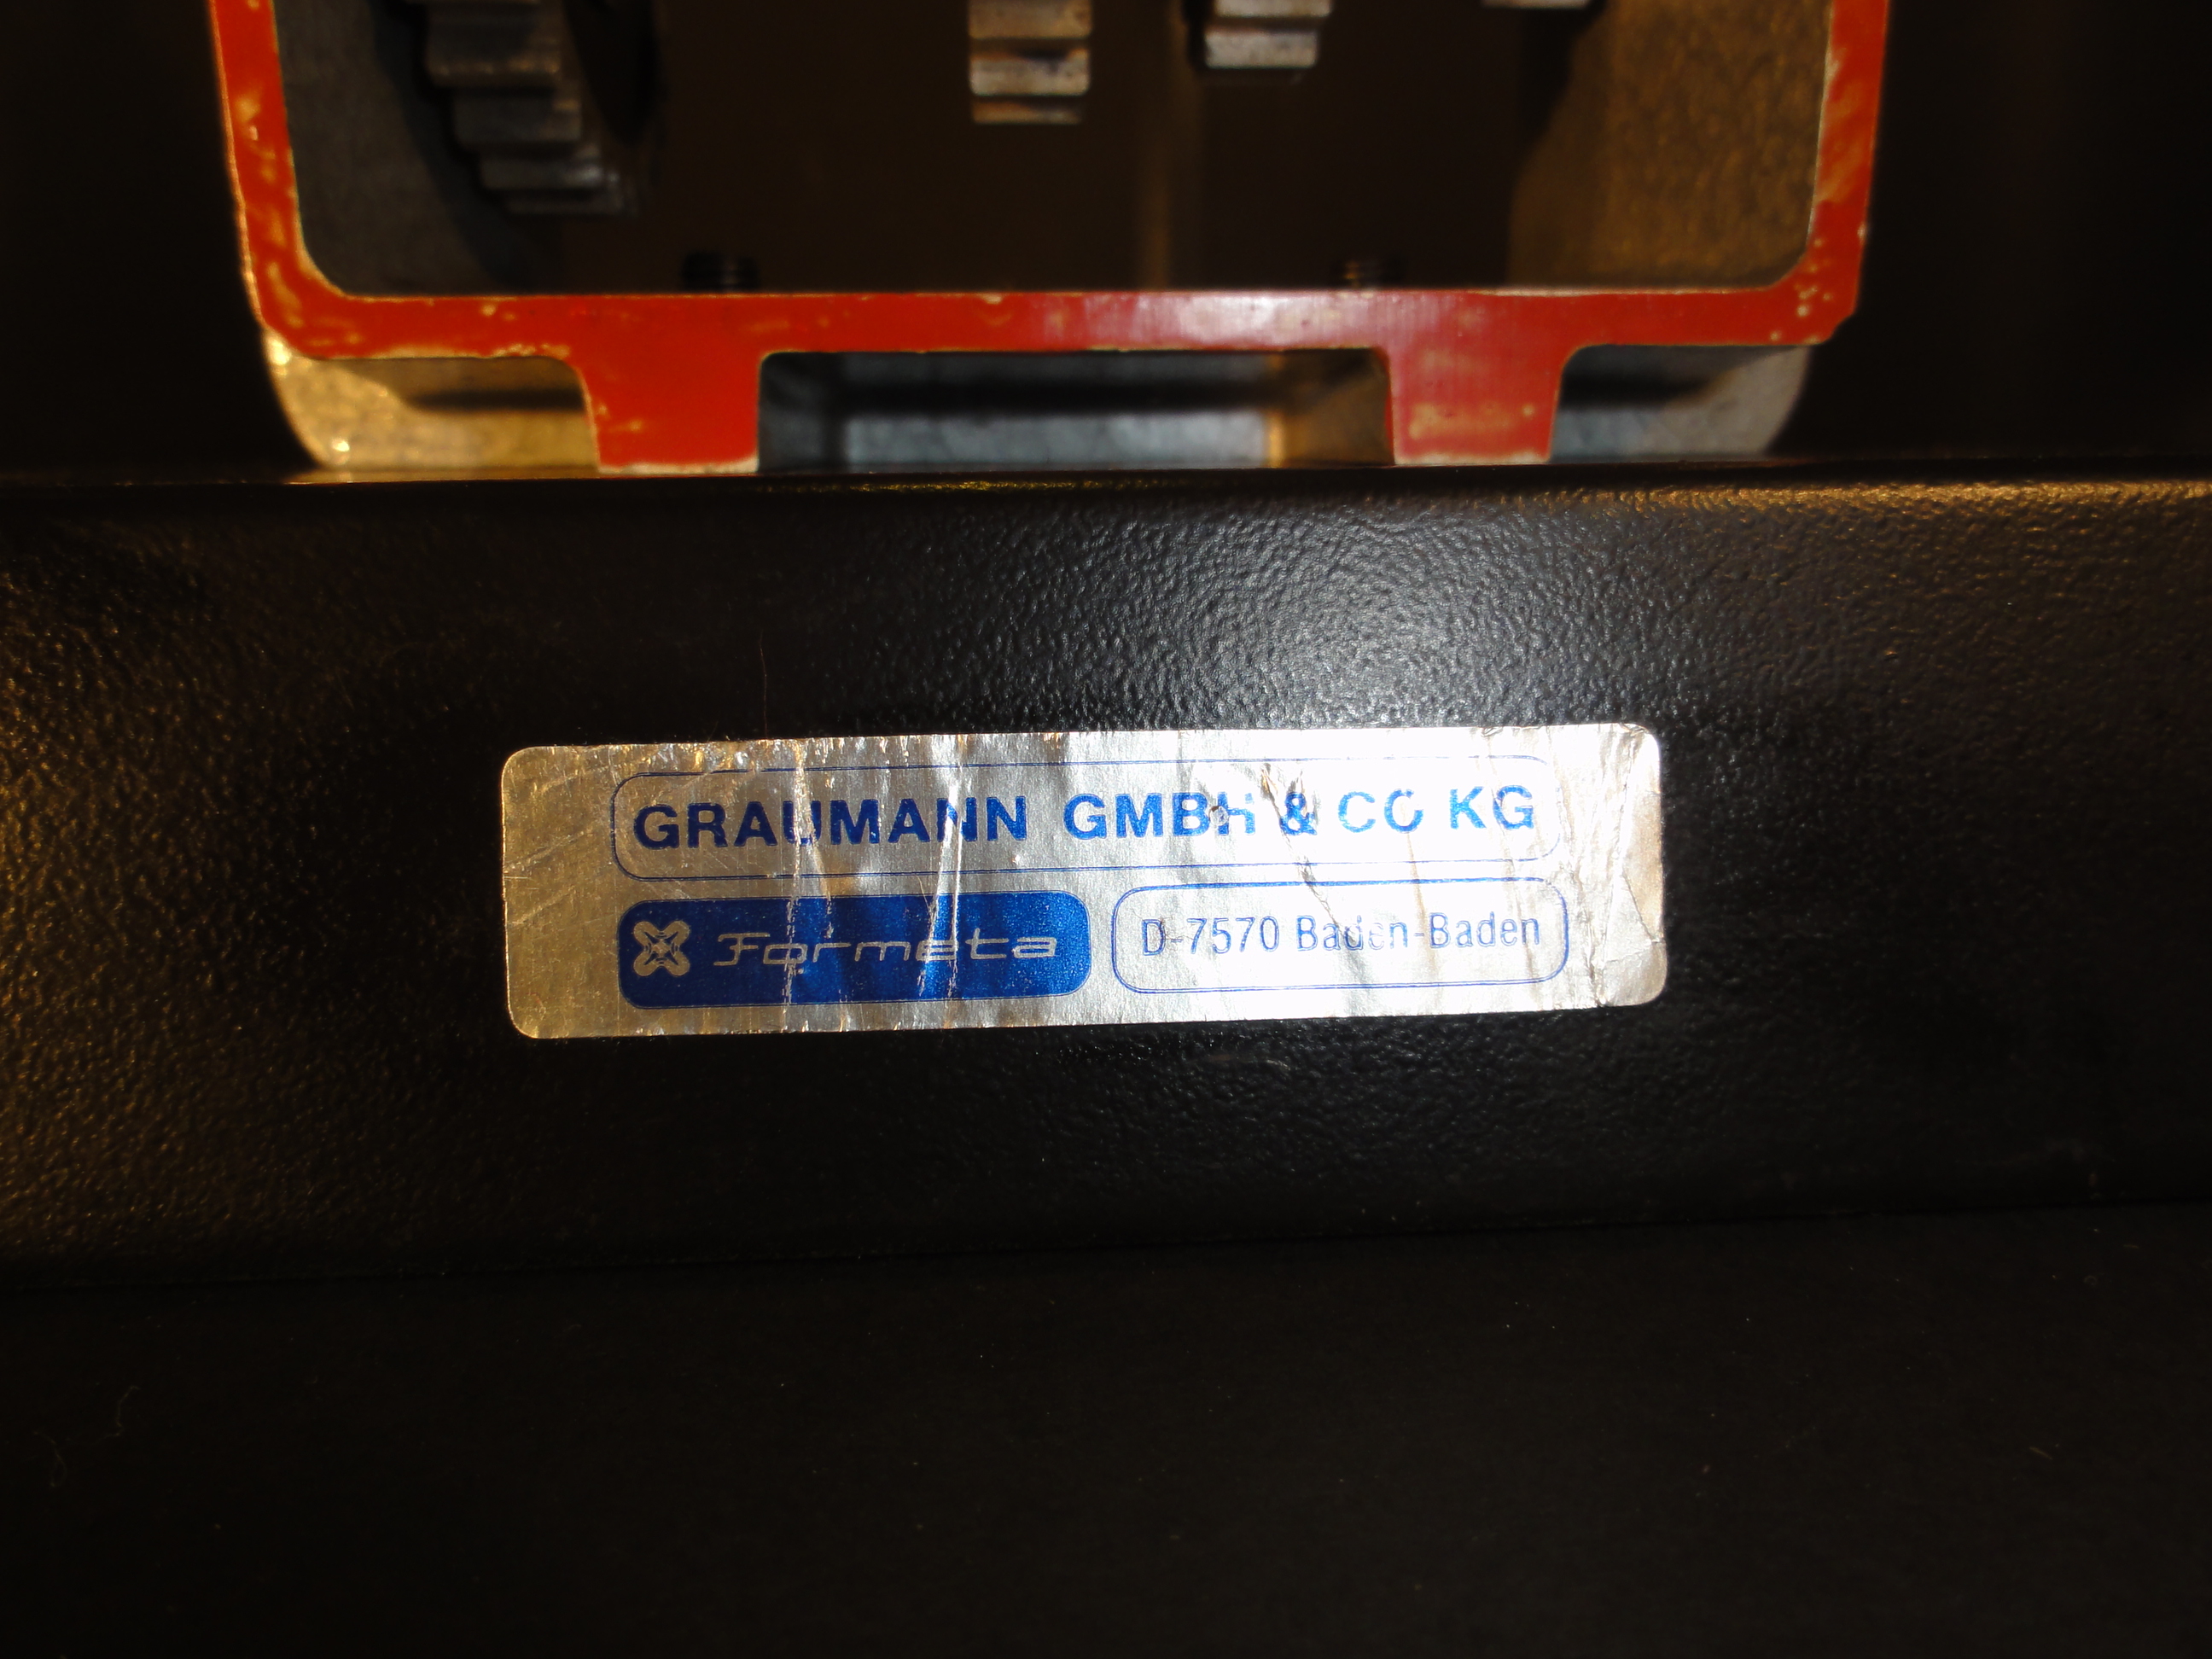 GRAUMANN GMBH & CO KG
Formeta
D-7570 Baden-Baden